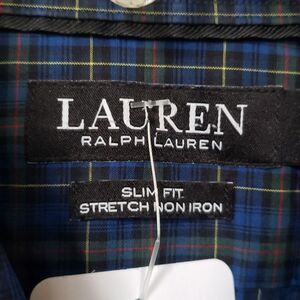 LAUREN
RALPH LAUREN
SLIM FIT
STRETCH NON IRON